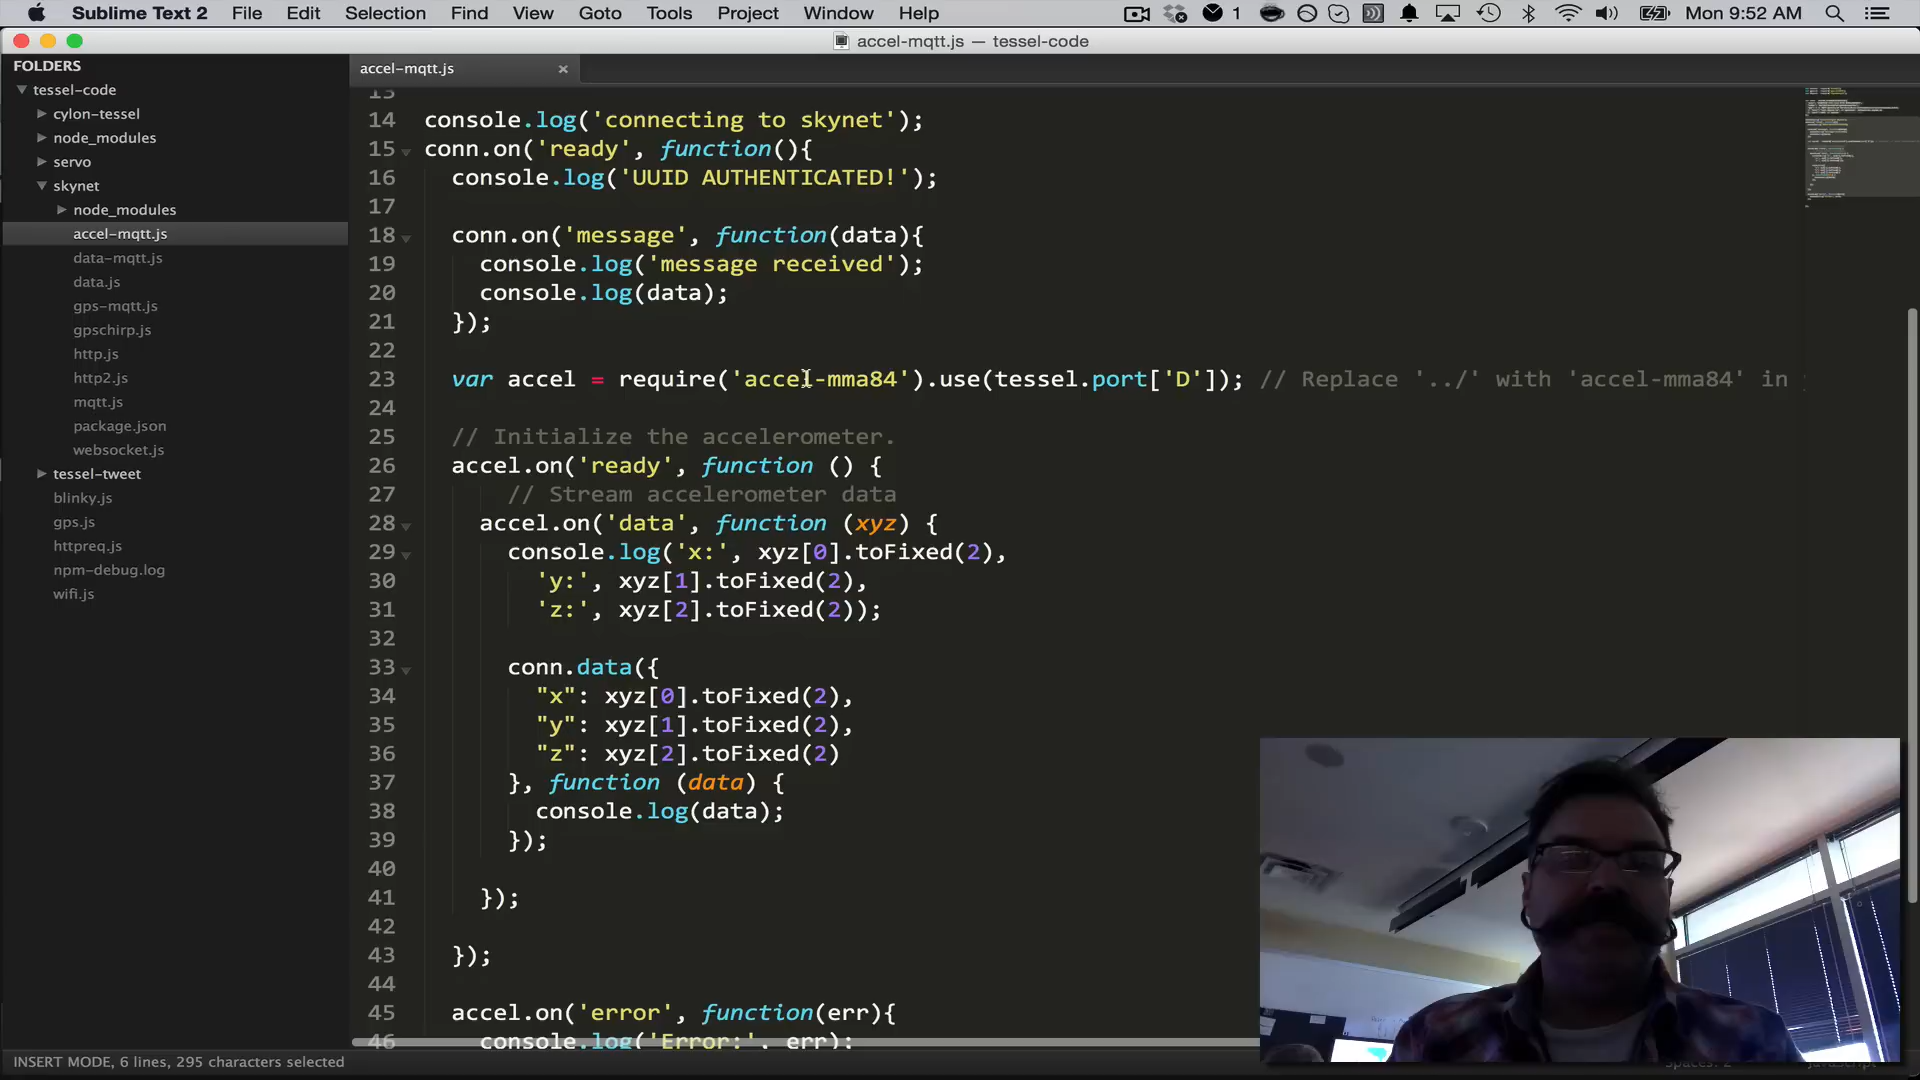 Sublime Text 2 File Edit Selection Find View Goto Tools Project Window Help 1 Mon 9:52 AM
accel-mqtt.js — tessel-code
FOLDERS
tessel-code
cylon-tessel
node_modules
servo
skynet
node_modules
accel-mqtt.js
data-mqtt.js
data.js
gps-mqtt.js
gpschirp.js
http.js
http2.js
mqtt.js
package.json
websocket.js
tessel-tweet
blinky.js
gps.js
httpreq.js
npm-debug.log
wifi.js
accel-mqtt.js ×
13
14 console.log('connecting to skynet');
15 conn.on('ready', function(){
16 console.log('UUID AUTHENTICATED!');
17
18 conn.on('message', function(data){
19 console.log('message received');
20 console.log(data);
21 });
22
23 var accel = require('accel-mma84').use(tessel.port['D']); // Replace '../' with 'accel-mma84' in
24
25 // Initialize the accelerometer.
26 accel.on('ready', function () {
27 // Stream accelerometer data
28 accel.on('data', function (xyz) {
29 console.log('x:', xyz[0].toFixed(2),
30 'y:', xyz[1].toFixed(2),
31 'z:', xyz[2].toFixed(2));
32
33 conn.data({
34 "x": xyz[0].toFixed(2),
35 "y": xyz[1].toFixed(2),
36 "z": xyz[2].toFixed(2)
37 }, function (data) {
38 console.log(data);
39 });
40
41 });
42
43 });
44
45 accel.on('error', function(err){
46 console.log('Error:', err);
INSERT MODE, 6 lines, 295 characters selected